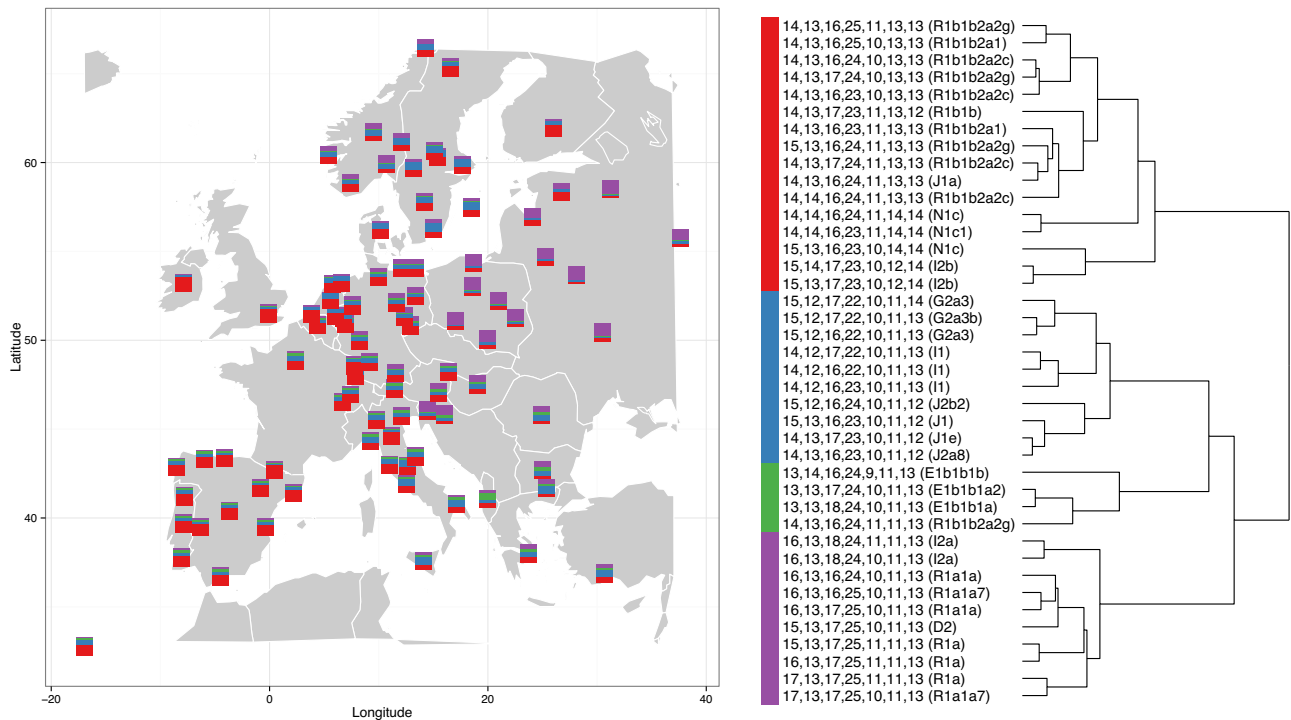 60
50
40
Latitude
−20
0
20
40
Longitude
14,13,16,25,11,13,13 (R1b1b2a2g)
14,13,16,25,10,13,13 (R1b1b2a1)
14,13,16,24,10,13,13 (R1b1b2a2c)
14,13,17,24,10,13,13 (R1b1b2a2g)
14,13,16,23,10,13,13 (R1b1b2a2c)
14,13,17,23,11,13,12 (R1b1b)
14,13,16,23,11,13,13 (R1b1b2a1)
15,13,16,24,11,13,13 (R1b1b2a2g)
14,13,17,24,11,13,13 (R1b1b2a2c)
14,13,16,24,11,13,13 (J1a)
14,14,16,24,11,13,13 (R1b1b2a2c)
14,14,16,24,11,14,14 (N1c)
14,14,16,23,11,14,14 (N1c1)
15,13,16,23,10,14,14 (N1c)
15,14,17,23,10,12,14 (I2b)
15,13,17,23,10,12,14 (I2b)
15,12,17,22,10,11,14 (G2a3)
15,12,17,22,10,11,13 (G2a3b)
15,12,16,22,10,11,13 (G2a3)
14,12,17,22,10,11,13 (I1)
14,12,16,22,10,11,13 (I1)
14,12,16,23,10,11,13 (I1)
15,12,16,24,10,11,12 (J2b2)
15,13,16,23,10,11,12 (J1)
14,13,17,23,10,11,12 (J1e)
14,13,16,23,10,11,12 (J2a8)
13,14,16,24,9,11,13 (E1b1b1b)
13,13,17,24,10,11,13 (E1b1b1a2)
13,13,18,24,10,11,13 (E1b1b1a)
14,13,16,24,11,11,13 (R1b1b2a2g)
16,13,18,24,11,11,13 (I2a)
16,13,18,24,10,11,13 (I2a)
16,13,16,24,10,11,13 (R1a1a)
16,13,16,25,10,11,13 (R1a1a7)
16,13,17,25,10,11,13 (R1a1a)
15,13,17,25,10,11,13 (D2)
15,13,17,25,11,11,13 (R1a)
16,13,17,25,11,11,13 (R1a)
17,13,17,25,11,11,13 (R1a)
17,13,17,25,10,11,13 (R1a1a7)